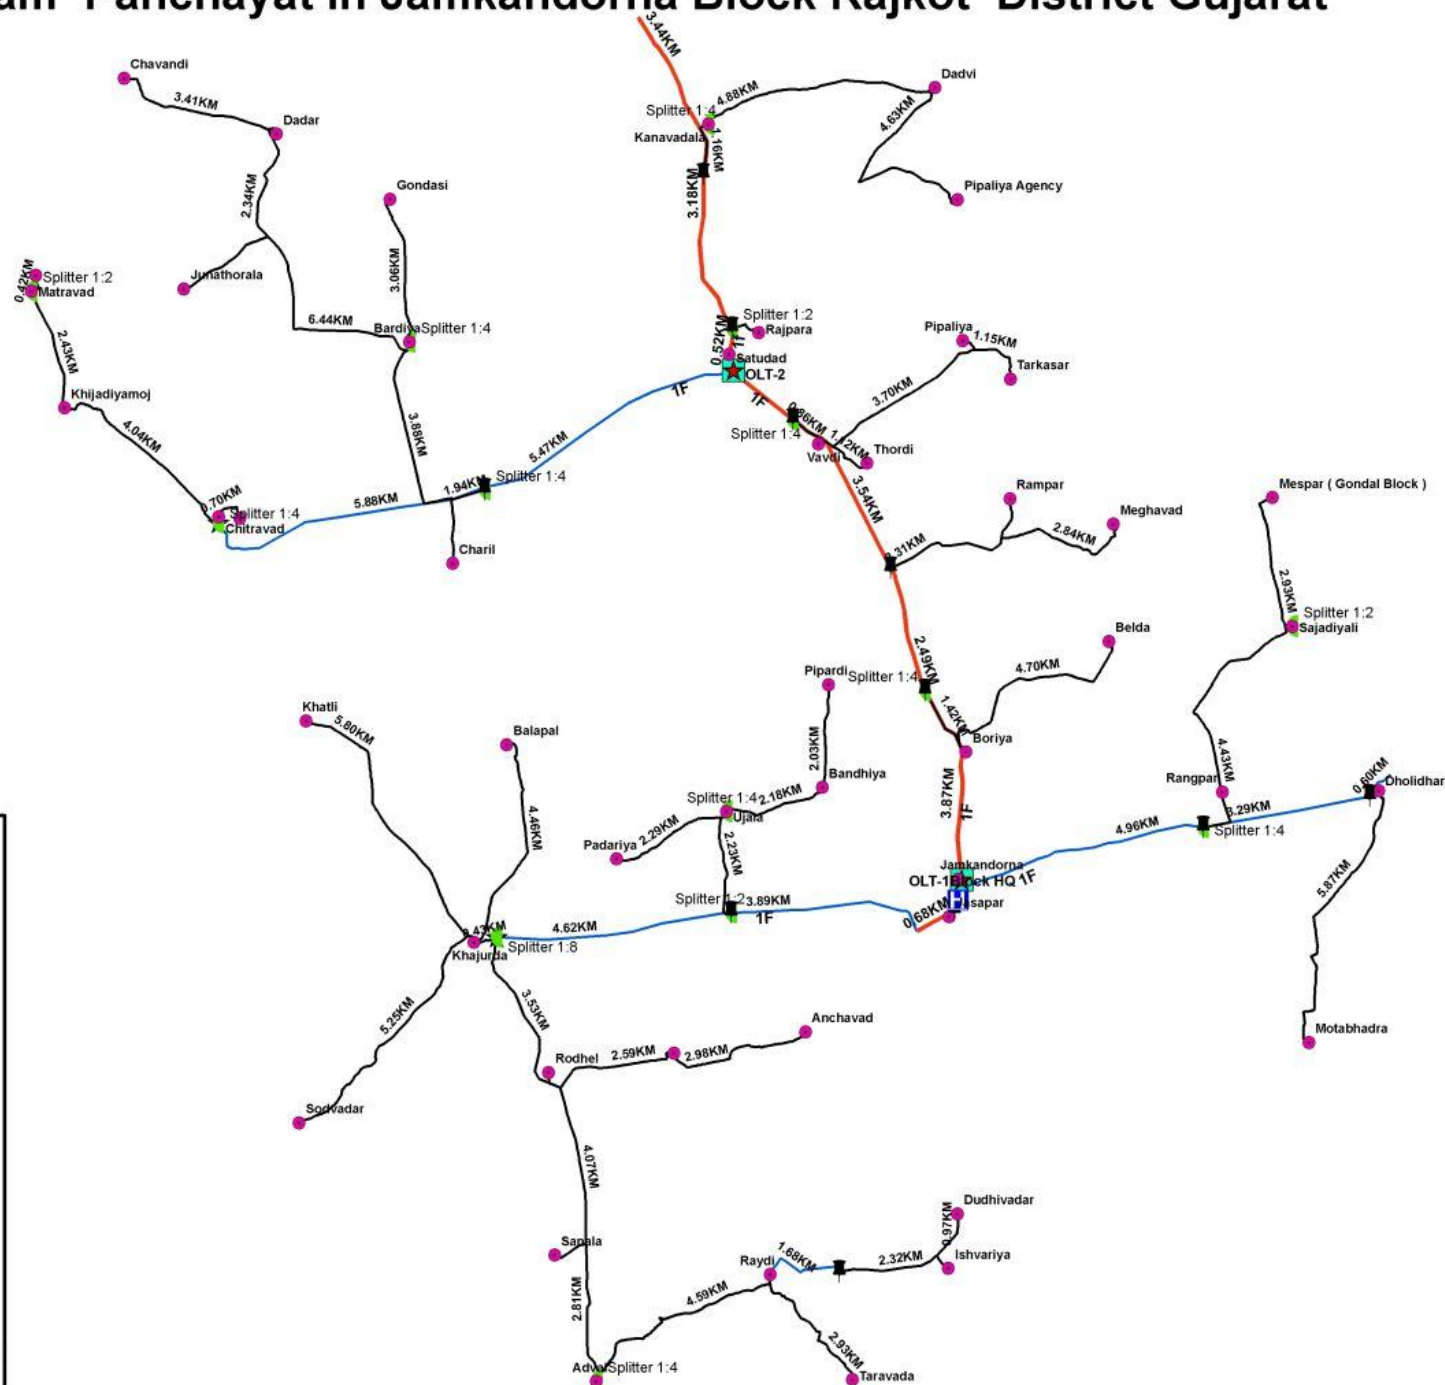 Panchayat in Jamkandorna Block Rajkot District Gujarat
3.44KM
Chavandi
3.41KM
Dadar
Splitter 1:4
4.88KM
Dadvi
Kanavadala
4.63KM
Gondasi
3.18KM
Pipaliya Agency
2.34KM
3.06KM
Junathorala
0.42KM
Splitter 1:2
Matravad
6.44KM
Bardiya
Splitter 1:4
Splitter 1:2
Rajpara
0.52KM
1F
Satudad
OLT-2
Pipaliya
1.15KM
Tarkasar
2.43KM
Khijadiyamoj
4.04KM
3.88KM
1F
1F
3.70KM
0.86KM
Splitter 1:4
1.12KM
Vavdi
Thordi
5.47KM
1.94KM
Splitter 1:4
0.70KM
Splitter 1:4
Chitravad
5.88KM
Charil
3.54KM
Rampar
Meghavad
2.84KM
Mespar ( Gondal Block )
2.93KM
Splitter 1:2
Sajadiyali
2.49KM
Belda
4.70KM
Pipardi
Splitter 1:4
1.42KM
Boriya
Khatli
5.80KM
Balapal
2.03KM
Bandhiya
3.87KM
1F
4.43KM
Rangpar
0.60KM
Dholidhar
Splitter 1:4
2.18KM
Ujala
Padariya
2.29KM
2.23KM
4.46KM
4.96KM
Splitter 1:4
Jamkandorna
OLT-1
Block HQ
1F
5.87KM
Splitter 1:2
3.89KM
1F
0.68KM
4.62KM
Splitter 1:8
Khajurda
5.25KM
3.53KM
Anchavad
Motabhadra
Rodhel
2.59KM
2.98KM
Sodvadar
4.07KM
Sapala
Dudhivadar
0.97KM
Ishvariya
Raydi
1.68KM
2.32KM
2.81KM
4.59KM
2.93KM
Splitter 1:4
Taravada